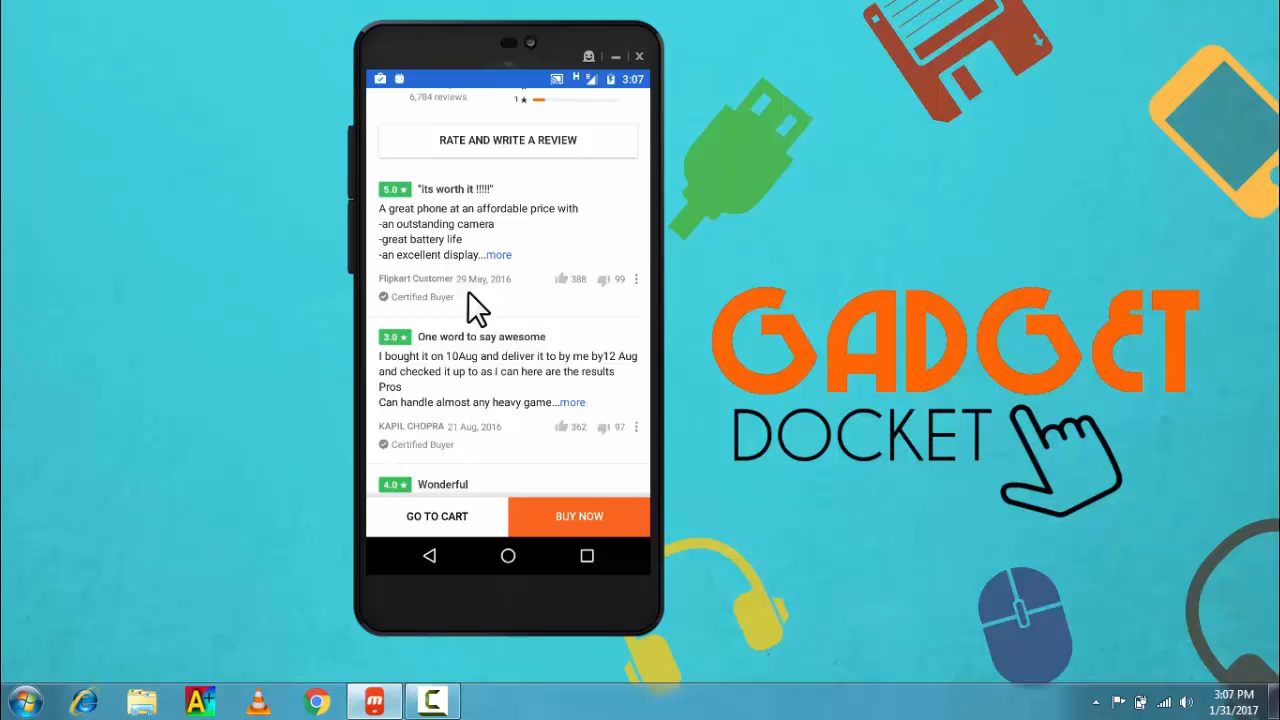 3:07
6,784 reviews
1 ★
RATE AND WRITE A REVIEW
5.0 ★ "its worth it !!!!!"
A great phone at an affordable price with
-an outstanding camera
-great battery life
-an excellent display...more
Flipkart Customer 29 May, 2016 388 99
Certified Buyer
3.0 ★ One word to say awesome
I bought it on 10Aug and deliver it to by me by12 Aug
and checked it up to as I can here are the results
Pros
Can handle almost any heavy game...more
KAPIL CHOPRA 21 Aug, 2016 362 97
Certified Buyer
4.0 ★ Wonderful
GO TO CART BUY NOW
GADGET
DOCKET
3:07 PM
1/31/2017